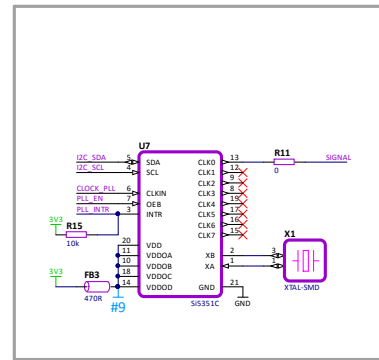 U7
I2C_SDA 5 SDA CLK0 13 R11 0 SIGNAL
I2C_SCL 4 SCL CLK1 12
CLK2 9
CLOCK_PLL 6 CLKIN CLK3 8
PLL_EN 7 OEB CLK4 19
PLL_INTR 3 INTR CLK5 17
3V3 R15 10k CLK6 16
CLK7 15
20 VDD X1
11 VDDOA XB 2 3
10 VDDOB XA 1 1
3V3 FB3 18 VDDOC
470R 14 VDDOD GND 21 GND XTAL-SMD
#9 Si5351C